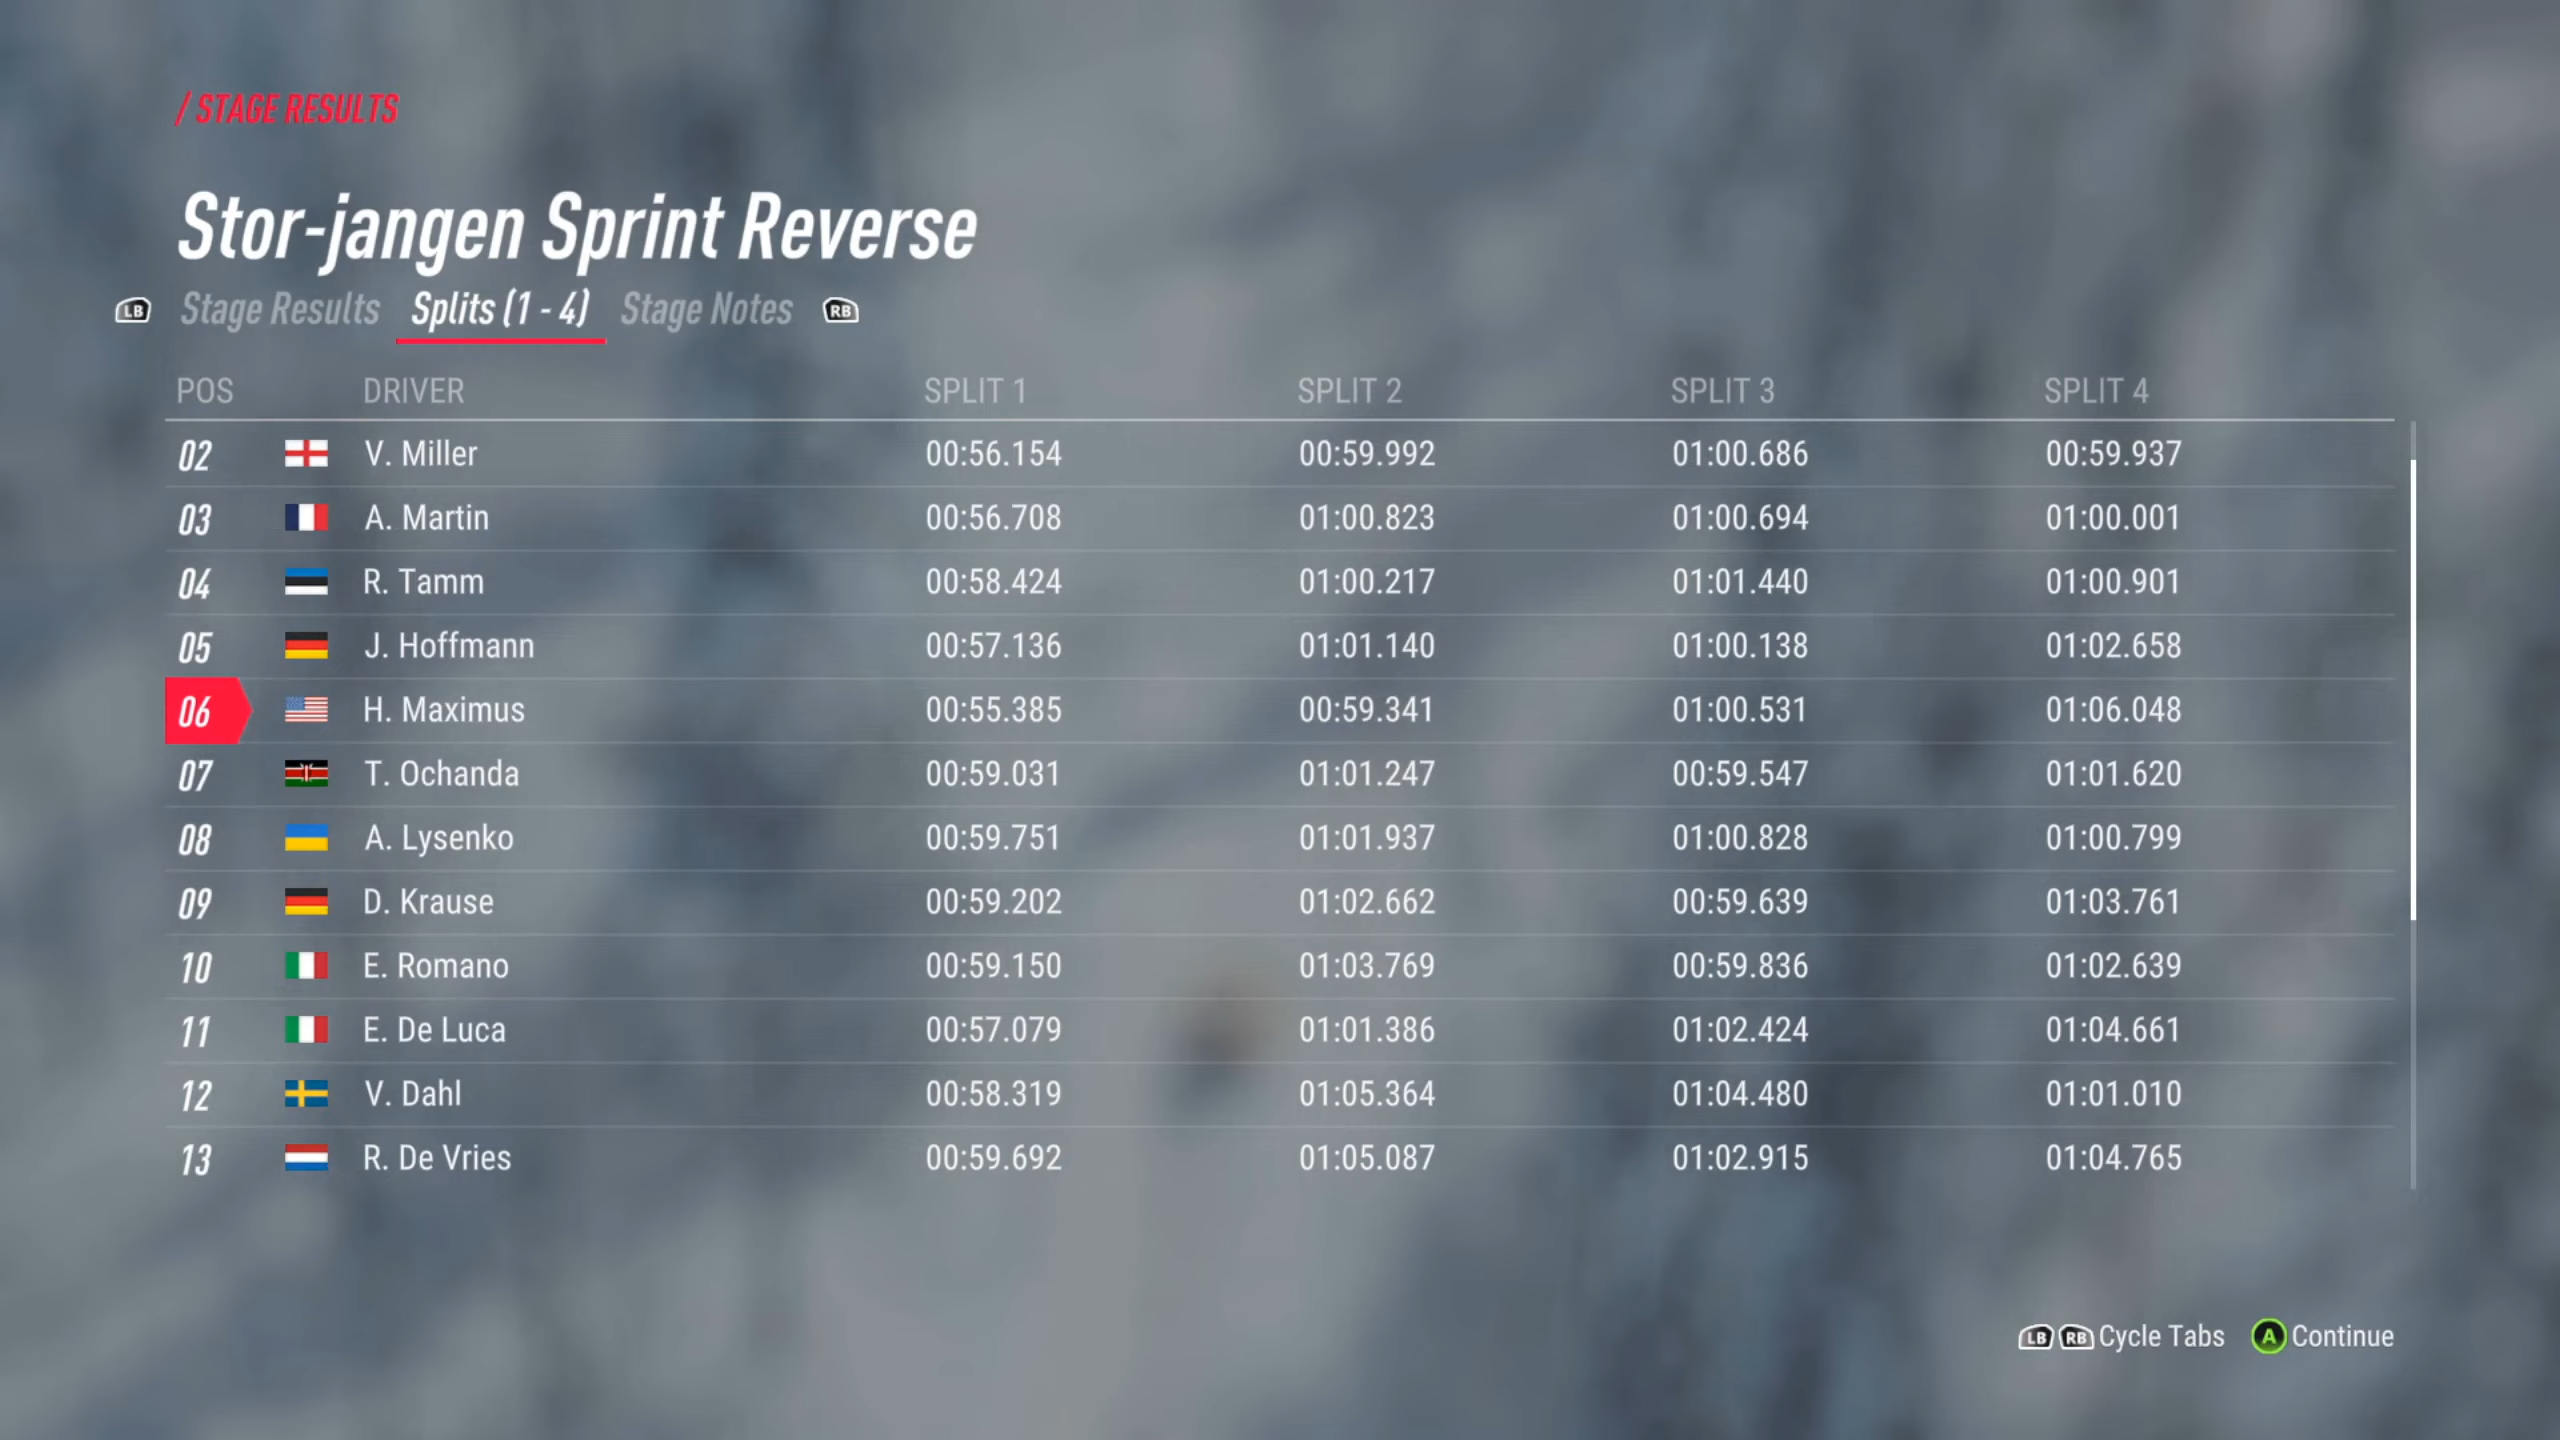 / STAGE RESULTS
Stor-jangen Sprint Reverse
LB Stage Results Splits (1 - 4) Stage Notes RB
POS DRIVER SPLIT 1 SPLIT 2 SPLIT 3 SPLIT 4
02 V. Miller 00:56.154 00:59.992 01:00.686 00:59.937
03 A. Martin 00:56.708 01:00.823 01:00.694 01:00.001
04 R. Tamm 00:58.424 01:00.217 01:01.440 01:00.901
05 J. Hoffmann 00:57.136 01:01.140 01:00.138 01:02.658
06 H. Maximus 00:55.385 00:59.341 01:00.531 01:06.048
07 T. Ochanda 00:59.031 01:01.247 00:59.547 01:01.620
08 A. Lysenko 00:59.751 01:01.937 01:00.828 01:00.799
09 D. Krause 00:59.202 01:02.662 00:59.639 01:03.761
10 E. Romano 00:59.150 01:03.769 00:59.836 01:02.639
11 E. De Luca 00:57.079 01:01.386 01:02.424 01:04.661
12 V. Dahl 00:58.319 01:05.364 01:04.480 01:01.010
13 R. De Vries 00:59.692 01:05.087 01:02.915 01:04.765
LB RB Cycle Tabs A Continue